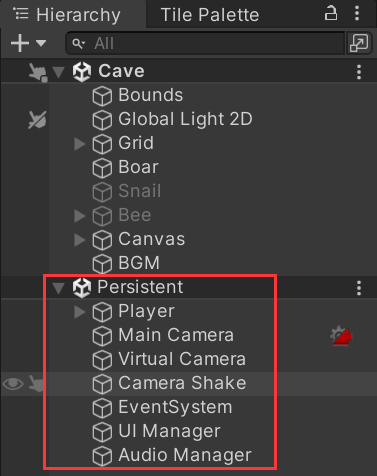 Hierarchy
Tile Palette
All
Cave
Bounds
Global Light 2D
Grid
Boar
Snail
Bee
Canvas
BGM
Persistent
Player
Main Camera
Virtual Camera
Camera Shake
EventSystem
UI Manager
Audio Manager